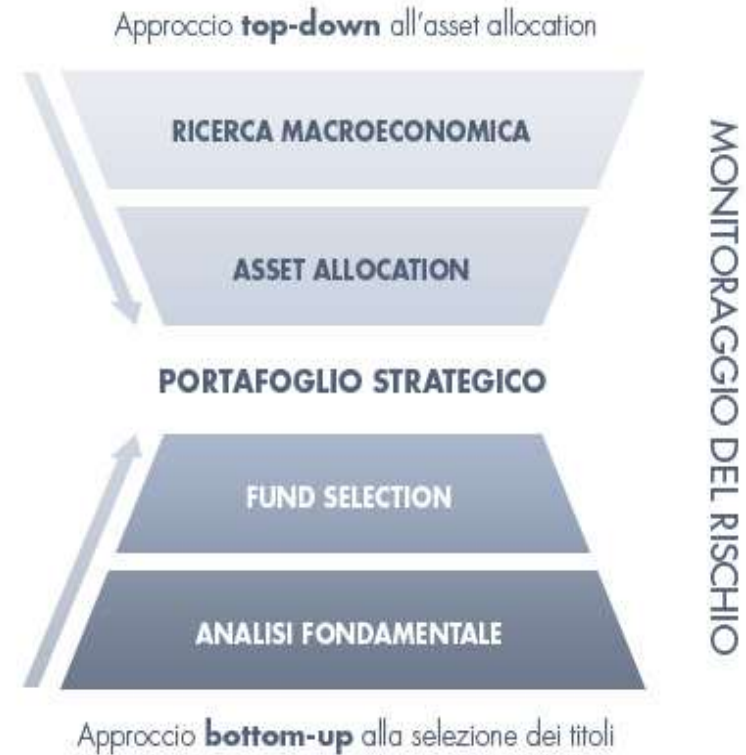 Approccio top-down all'asset allocation
RICERCA MACROECONOMICA
ASSET ALLOCATION
PORTAFOGLIO STRATEGICO
FUND SELECTION
ANALISI FONDAMENTALE
Approccio bottom-up alla selezione dei titoli
MONITORAGGIO DEL RISCHIO